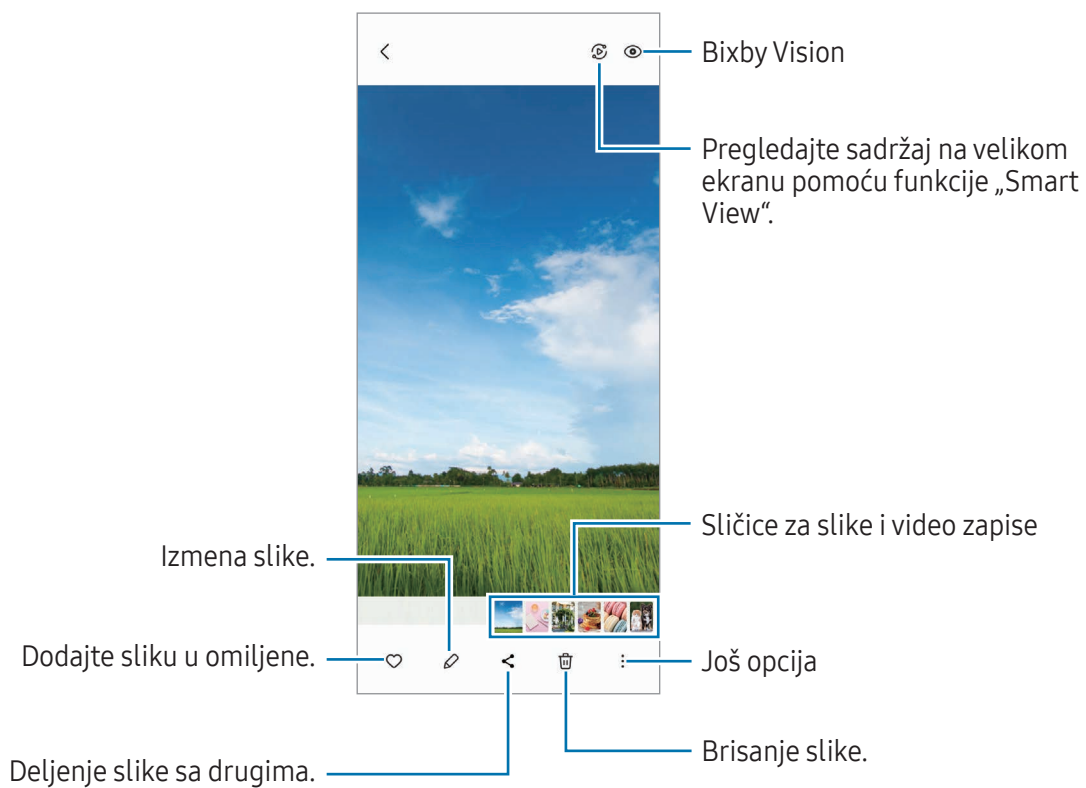 Bixby Vision
Pregledajte sadržaj na velikom
ekranu pomoću funkcije „Smart
View“.
Sličice za slike i video zapise
Izmena slike.
Dodajte sliku u omiljene.
Još opcija
Brisanje slike.
Deljenje slike sa drugima.